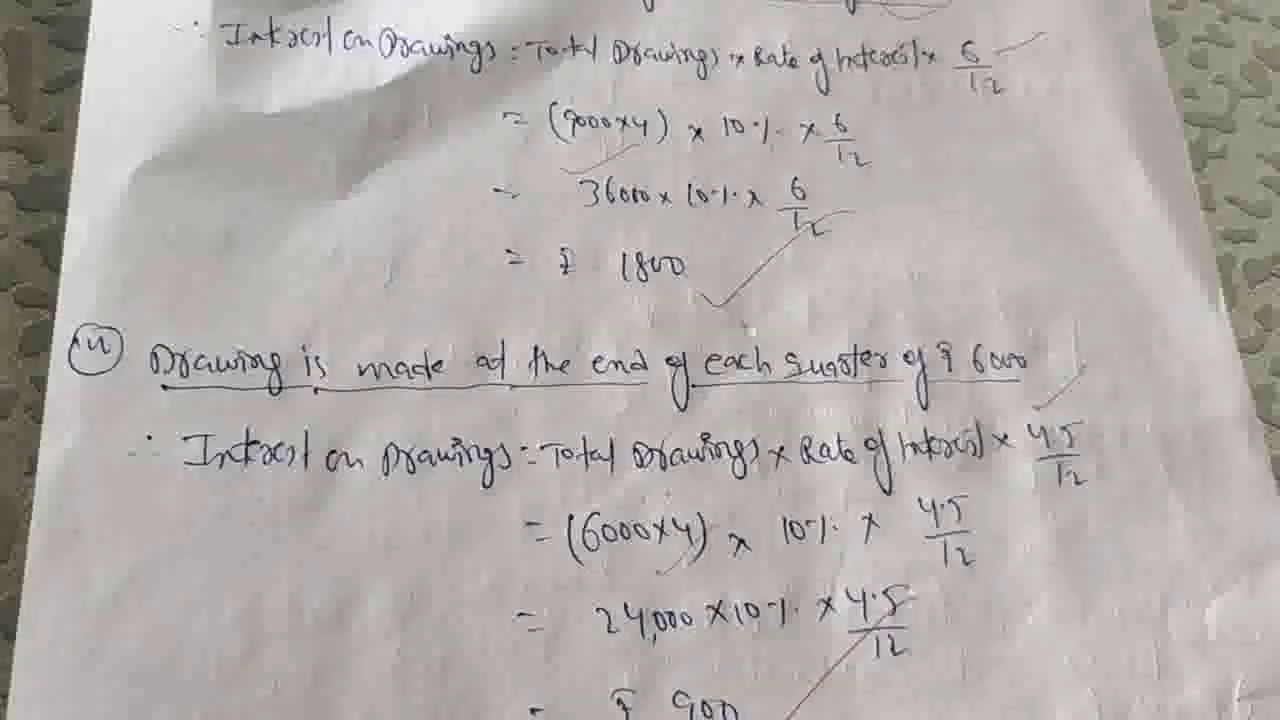 ∴ Interest on Drawings = Total Drawings × Rate of Interest × 6/12
= (9000×4) × 10% × 6/12
= 36000 × 10% × 6/12
= ₹ 1800
Drawing is made at the end of each of ₹ 6000
∴ Interest on Drawings = Total Drawings × Rate of Interest × 4.5/12
= (6000×4) × 10% × 4.5/12
= 24,000 × 10% × 4.5/12
= ₹ 900